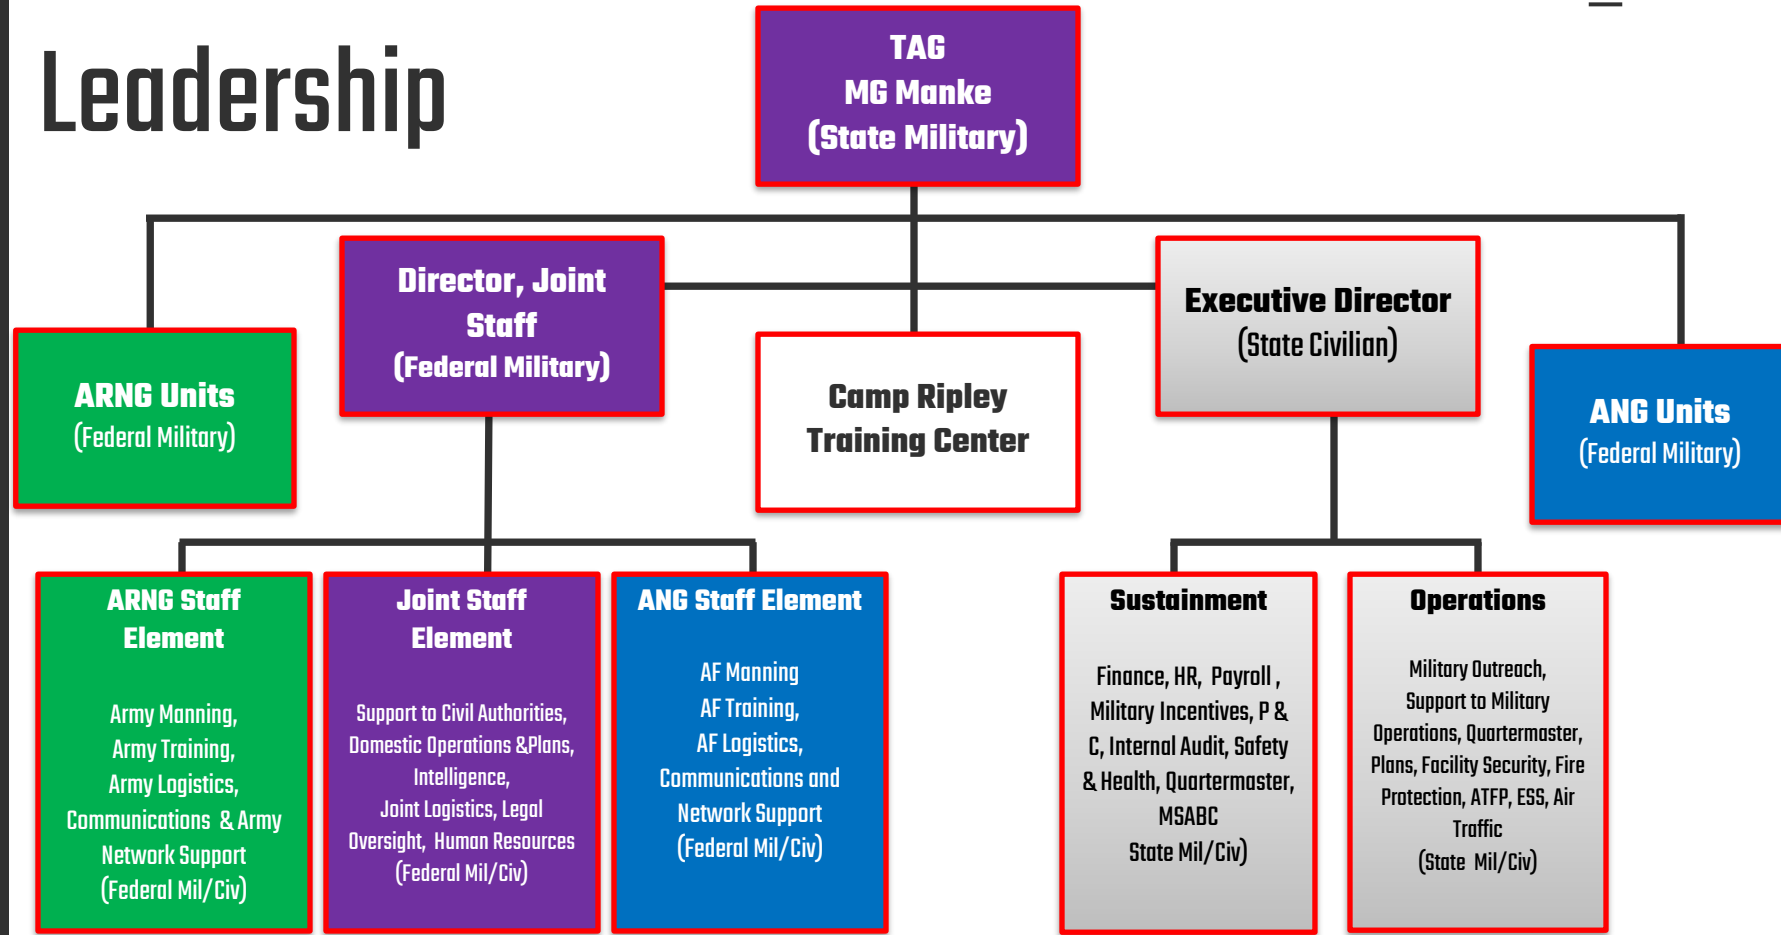 Leadership
TAG
MG Manke
(State Military)
Director, Joint
Staff
(Federal Military)
Executive Director
(State Civilian)
ARNG Units
(Federal Military)
Camp Ripley
Training Center
ANG Units
(Federal Military)
ARNG Staff
Element
Army Manning,
Army Training,
Army Logistics,
Communications & Army
Network Support
(Federal Mil/Civ)
Joint Staff
Element
Support to Civil Authorities,
Domestic Operations &Plans,
Intelligence,
Joint Logistics, Legal
Oversight, Human Resources
(Federal Mil/Civ)
ANG Staff Element
AF Manning
AF Training,
AF Logistics,
Communications and
Network Support
(Federal Mil/Civ)
Sustainment
Finance, HR, Payroll ,
Military Incentives, P &
C, Internal Audit, Safety
& Health, Quartermaster,
MSABC
State Mil/Civ)
Operations
Military Outreach,
Support to Military
Operations, Quartermaster,
Plans, Facility Security, Fire
Protection, ATFP, ESS, Air
Traffic
(State Mil/Civ)